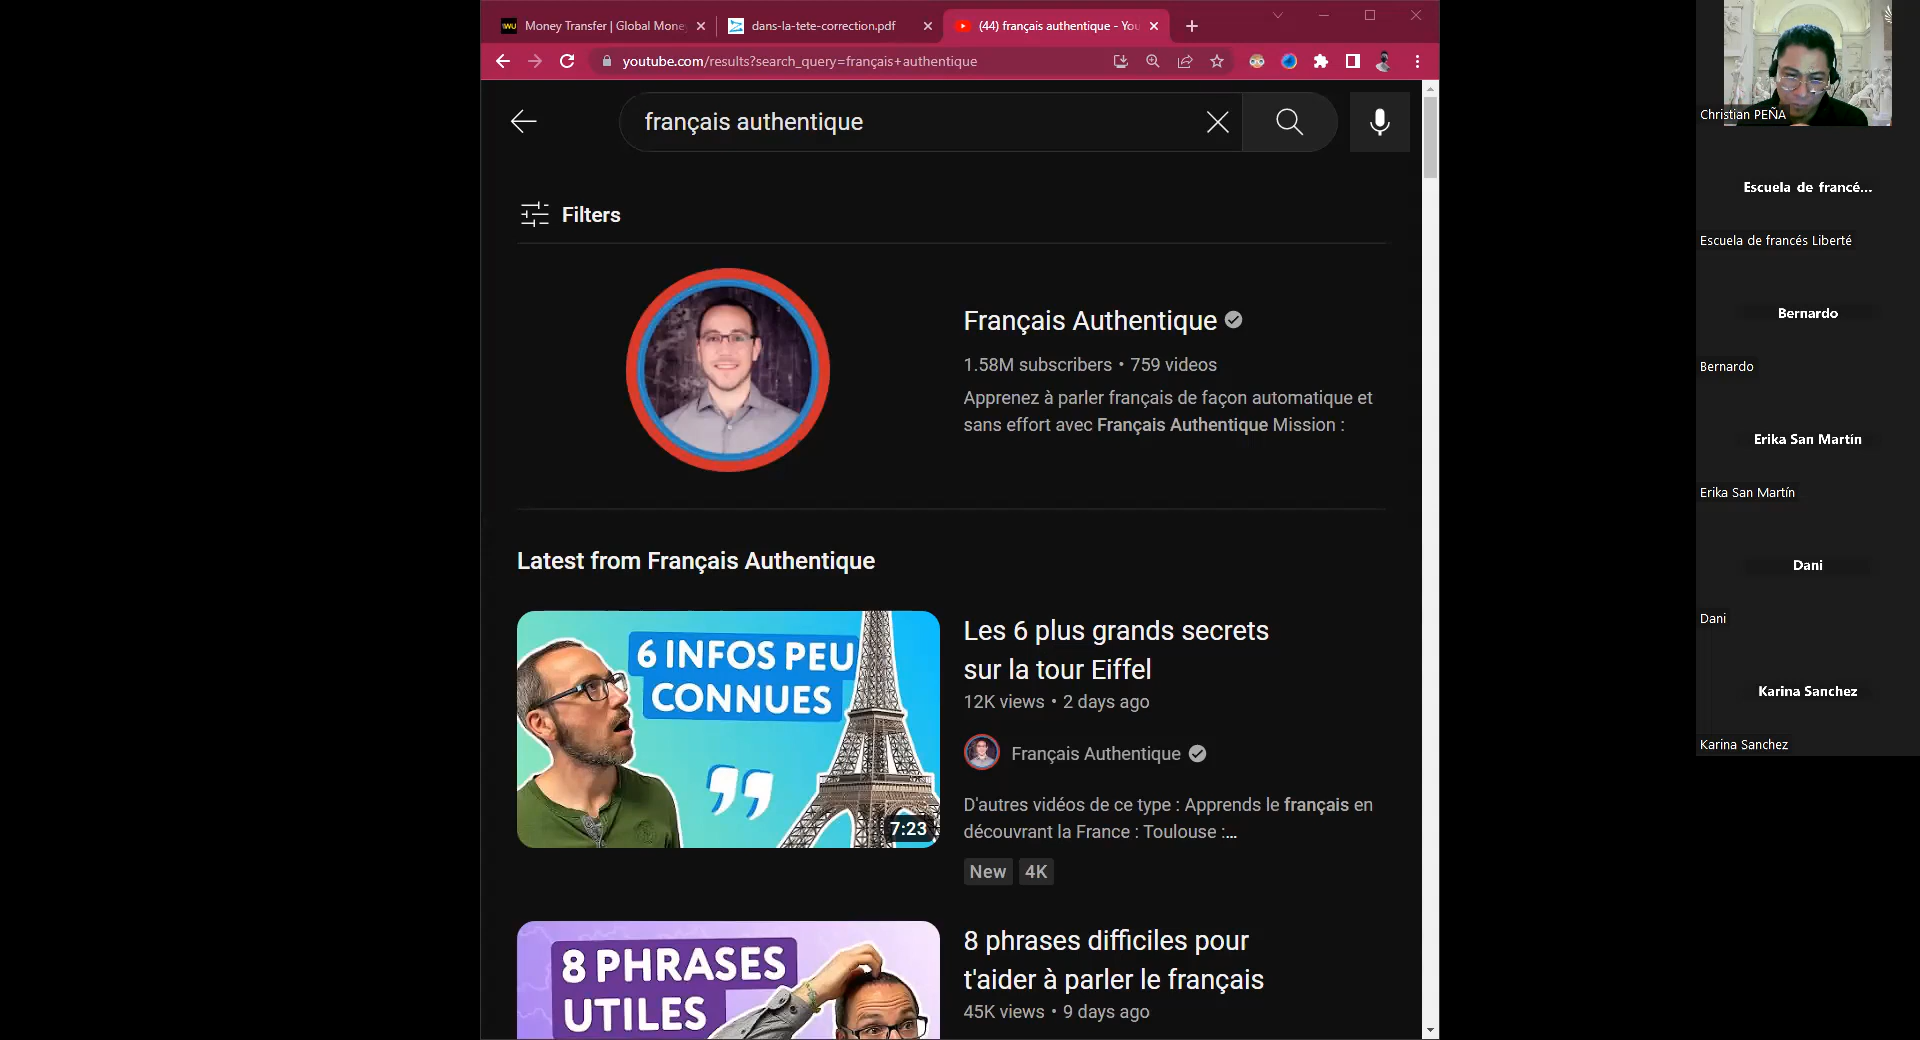 Money Transfer | Global Mone
dans-la-tete-correction.pdf
(44) français authentique - You
youtube.com/results?search_query=français+authentique
français authentique
Filters
Français Authentique
1.58M subscribers • 759 videos
Apprenez à parler français de façon automatique et
sans effort avec Français Authentique Mission :
Latest from Français Authentique
6 INFOS PEU
CONNUES
7:23
Les 6 plus grands secrets
sur la tour Eiffel
12K views • 2 days ago
Français Authentique
D'autres vidéos de ce type : Apprends le français en
découvrant la France : Toulouse :...
New 4K
8 PHRASES
UTILES
8 phrases difficiles pour
t'aider à parler le français
45K views • 9 days ago
Christian PEÑA
Escuela de francé...
Escuela de francés Liberté
Bernardo
Bernardo
Erika San Martín
Erika San Martín
Dani
Dani
Karina Sanchez
Karina Sanchez